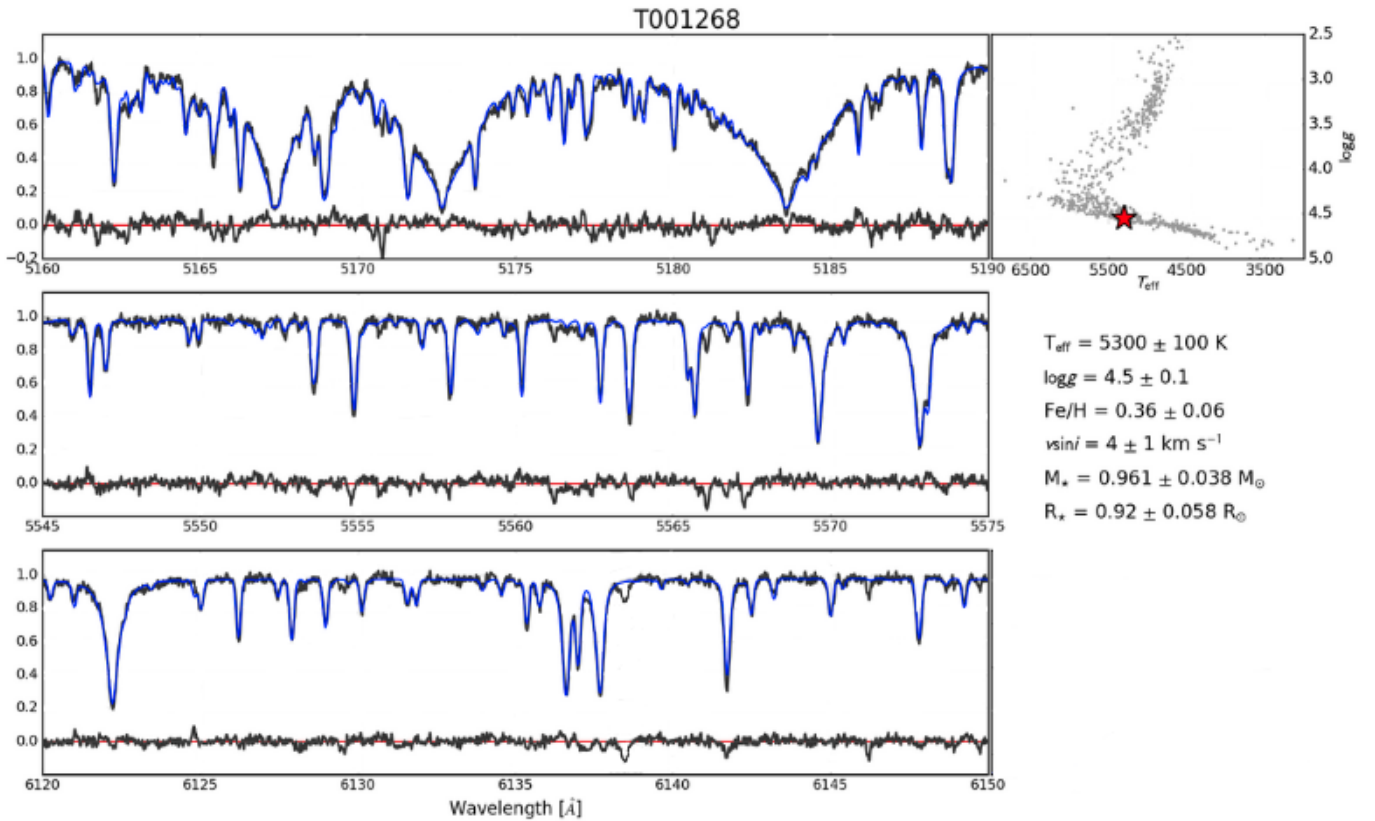 T001268
1.0
0.8
0.6
0.4
0.2
0.0
−0.2
5160 5165 5170 5175 5180 5185 5190
2.5
3.0
3.5
4.0
4.5
5.0
logg
6500 5500 4500 3500
Teff
1.0
0.8
0.6
0.4
0.2
0.0
5545 5550 5555 5560 5565 5570 5575
Teff = 5300 ± 100 K
logg = 4.5 ± 0.1
Fe/H = 0.36 ± 0.06
vsini = 4 ± 1 km s⁻¹
M⋆ = 0.961 ± 0.038 M⊙
R⋆ = 0.92 ± 0.058 R⊙
1.0
0.8
0.6
0.4
0.2
0.0
6120 6125 6130 6135 6140 6145 6150
Wavelength [Å]